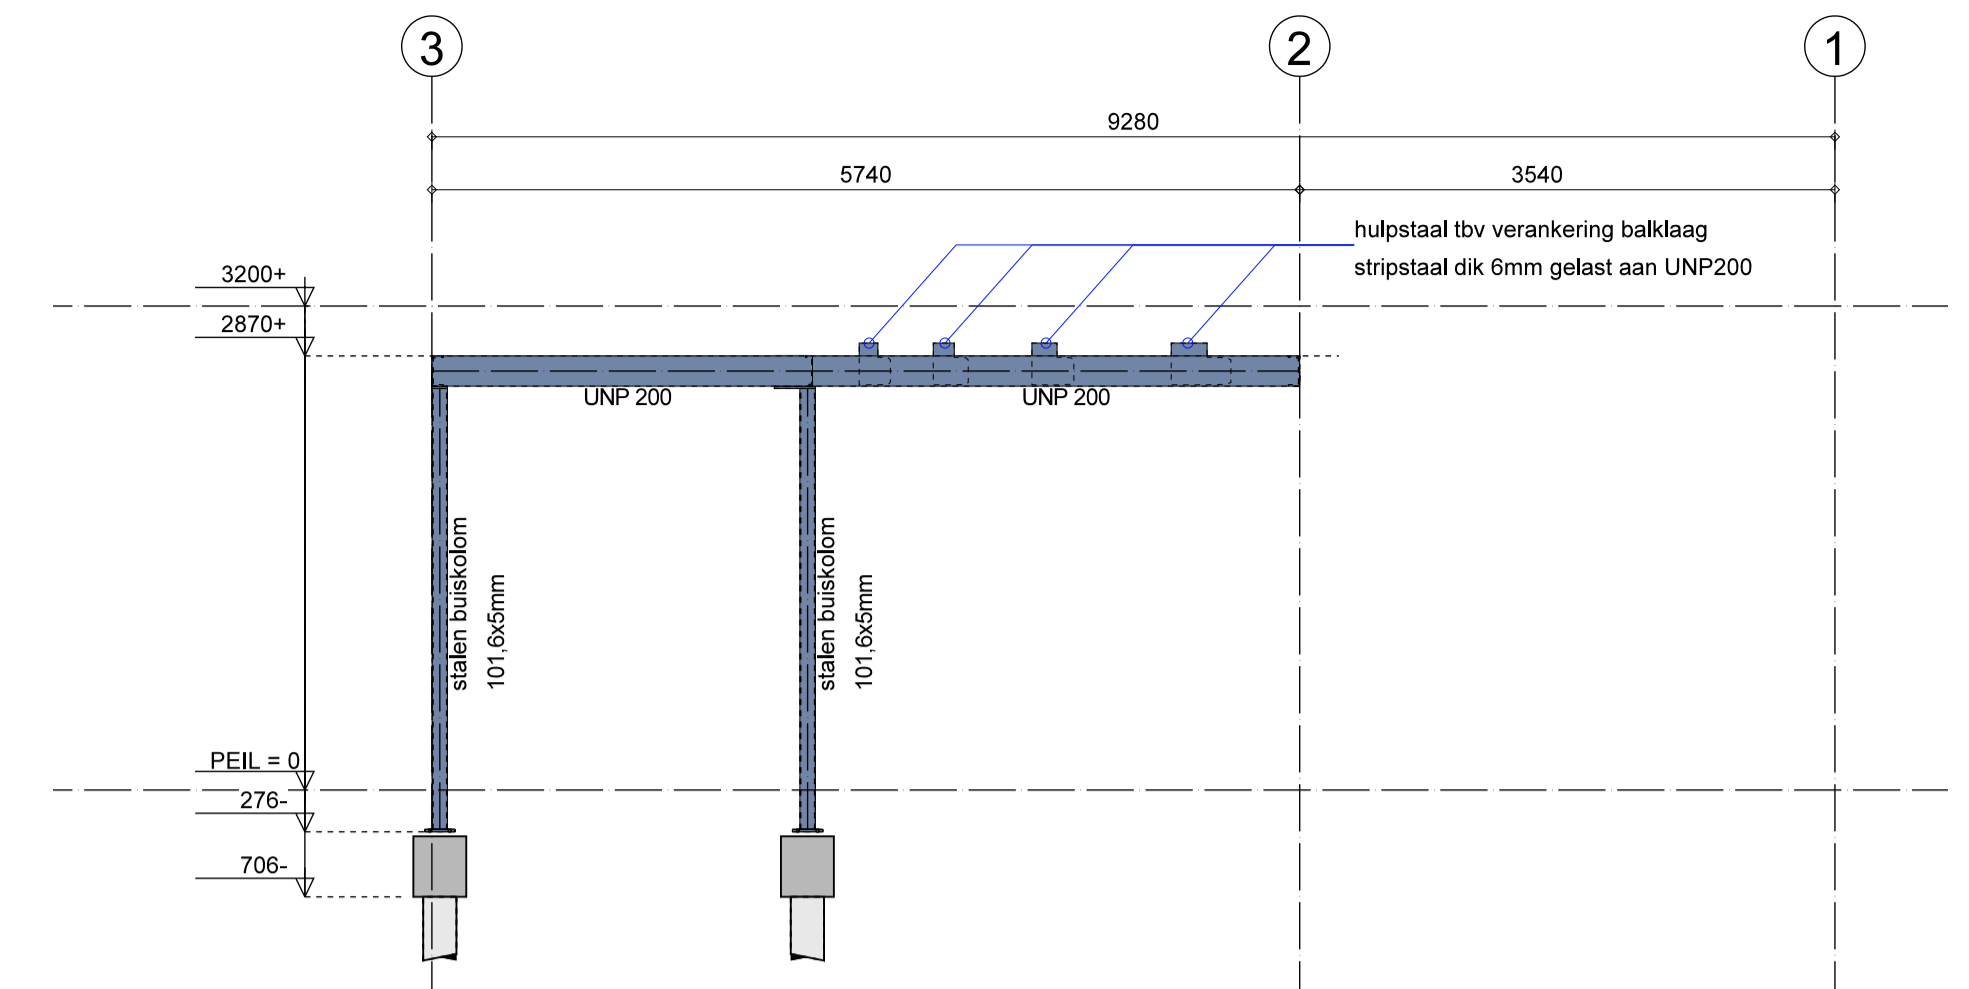 3
2
1
9280
5740
3540
hulpstaal tbv verankering balklaag
stripstaal dik 6mm gelast aan UNP200
3200+
2870+
UNP 200
UNP 200
stalen buiskolom
101,6x5mm
stalen buiskolom
101,6x5mm
PEIL = 0
276-
706-